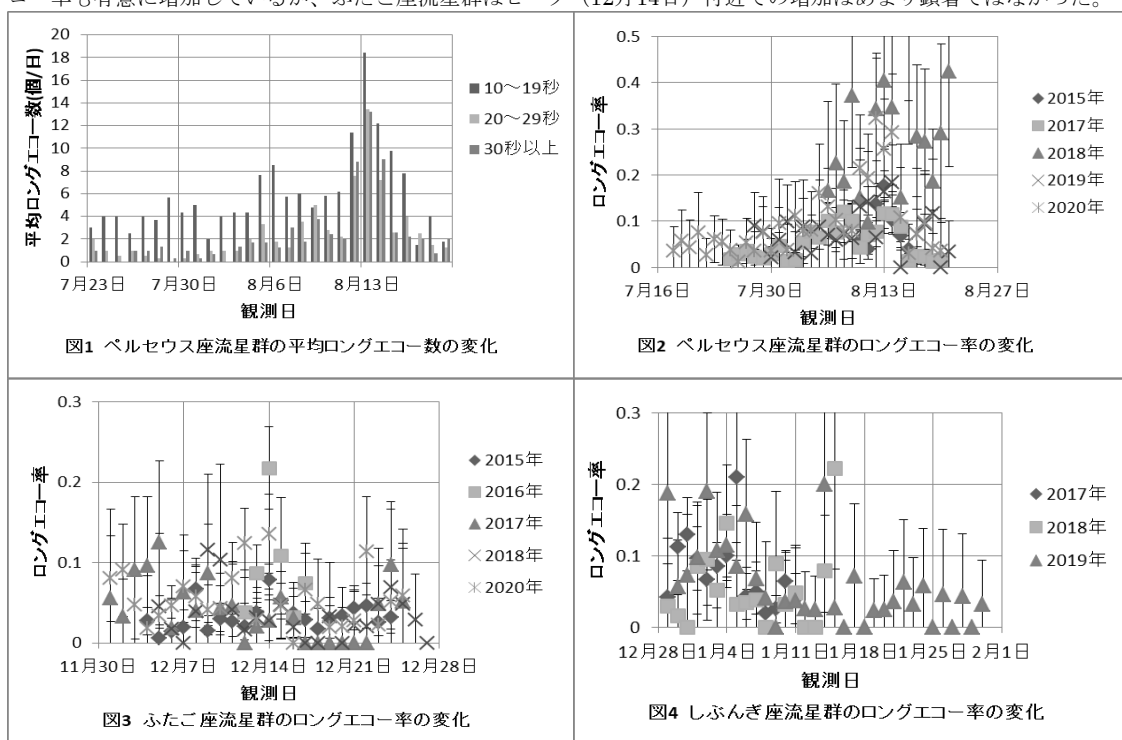 コー率も有意に増加しているが、ふたご座流星群はピーク（12月14日）付近での増加はあまり顕著ではなかった。
20
18
16
14
12
10
8
6
4
2
0
平均ロングエコー数(個/日)
10～19秒
20～29秒
30秒以上
7月23日 7月30日 8月6日 8月13日
観測日
図1 ペルセウス座流星群の平均ロングエコー数の変化
0.5
0.4
0.3
0.2
0.1
0
ロングエコー率
2015年
2017年
2018年
2019年
2020年
7月16日 7月30日 8月13日 8月27日
観測日
図2 ペルセウス座流星群のロングエコー率の変化
0.3
0.2
0.1
0
ロングエコー率
2015年
2016年
2017年
2018年
2020年
11月30日 12月7日 12月14日 12月21日 12月28日
観測日
図3 ふたご座流星群のロングエコー率の変化
0.3
0.2
0.1
0
ロングエコー率
2017年
2018年
2019年
12月28日 1月4日 1月11日 1月18日 1月25日 2月1日
観測日
図4 しぶんぎ座流星群のロングエコー率の変化